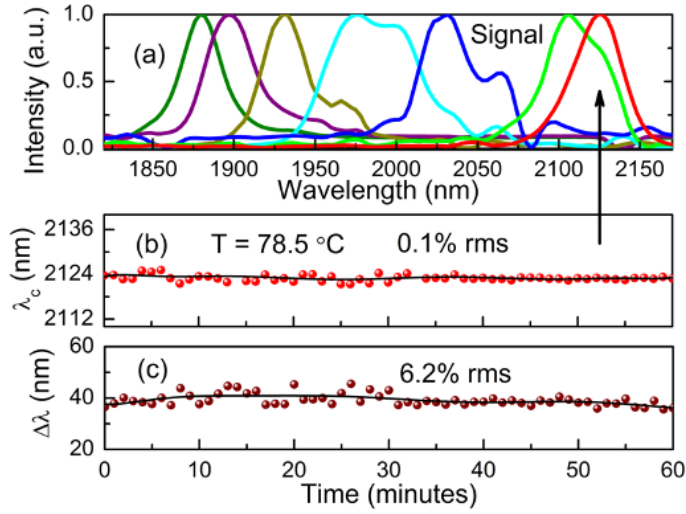 Intensity (a.u.)
1.0
0.5
0.0
(a)
Signal
1850 1900 1950 2000 2050 2100 2150
Wavelength (nm)
λc (nm)
2136
2124
2112
(b) T = 78.5 °C 0.1% rms
Δλ (nm)
60
40
20
(c) 6.2% rms
0 10 20 30 40 50 60
Time (minutes)